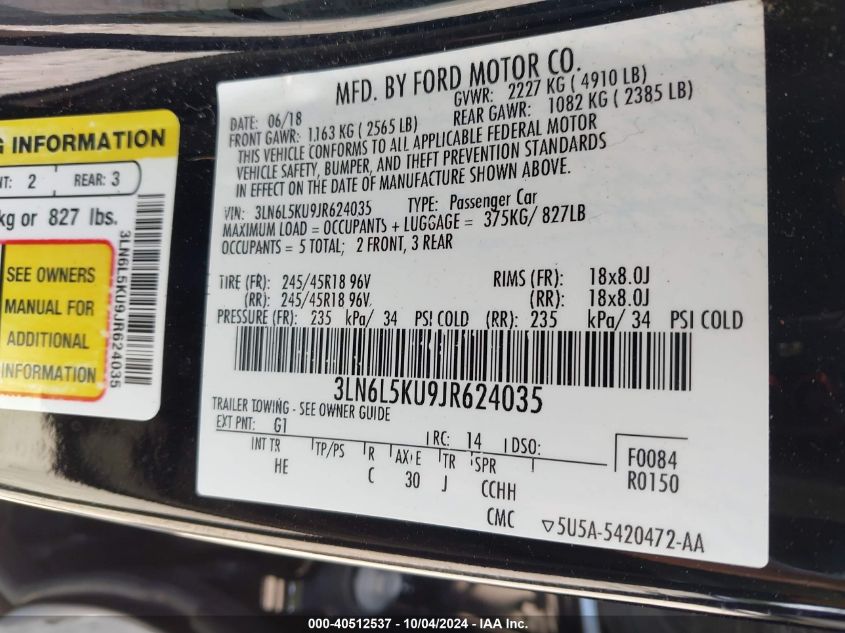 G INFORMATION
NT: 2 REAR: 3
kg or 827 lbs.
SEE OWNERS
MANUAL FOR
ADDITIONAL
INFORMATION
3LN6L5KU9JR624035
MFD. BY FORD MOTOR CO.
DATE: 06/18 GVWR: 2227 KG ( 4910 LB)
FRONT GAWR: 1163 KG ( 2565 LB) REAR GAWR: 1082 KG ( 2385 LB)
THIS VEHICLE CONFORMS TO ALL APPLICABLE FEDERAL MOTOR
VEHICLE SAFETY, BUMPER, AND THEFT PREVENTION STANDARDS
IN EFFECT ON THE DATE OF MANUFACTURE SHOWN ABOVE.
VIN: 3LN6L5KU9JR624035 TYPE: Passenger Car
MAXIMUM LOAD = OCCUPANTS + LUGGAGE = 375KG/ 827LB
OCCUPANTS = 5 TOTAL; 2 FRONT, 3 REAR
TIRE (FR): 245/45R18 96V RIMS (FR): 18x8.0J
(RR): 245/45R18 96V (RR): 18x8.0J
PRESSURE (FR): 235 kPa/ 34 PSI COLD (RR): 235 kPa/ 34 PSI COLD
3LN6L5KU9JR624035
TRAILER TOWING - SEE OWNER GUIDE
EXT PNT: G1 RC: 14 DSO: F0084
INT TR TP/PS R AXLE TR SPR R0150
HE C 30 J CCHH
CMC 5U5A-5420472-AA
000-40512537 - 10/04/2024 - IAA Inc.